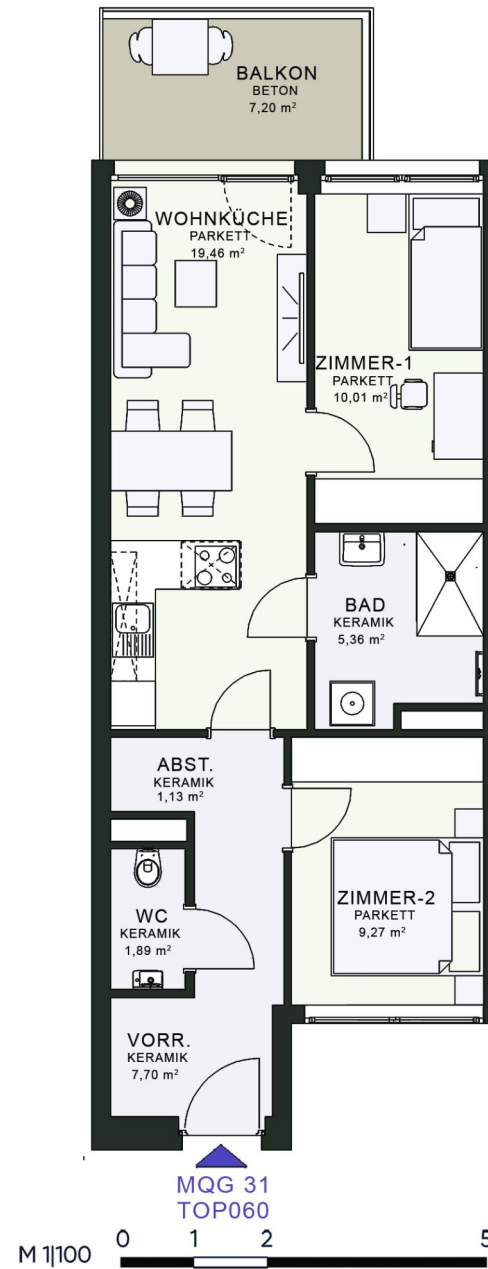 BALKON
BETON
7,20 m²
WOHNKÜCHE
PARKETT
19,46 m²
ZIMMER-1
PARKETT
10,01 m²
BAD
KERAMIK
5,36 m²
ABST.
KERAMIK
1,13 m²
ZIMMER-2
PARKETT
9,27 m²
WC
KERAMIK
1,89 m²
VORR.
KERAMIK
7,70 m²
MQG 31
TOP060
M 1|100 0 1 2 5